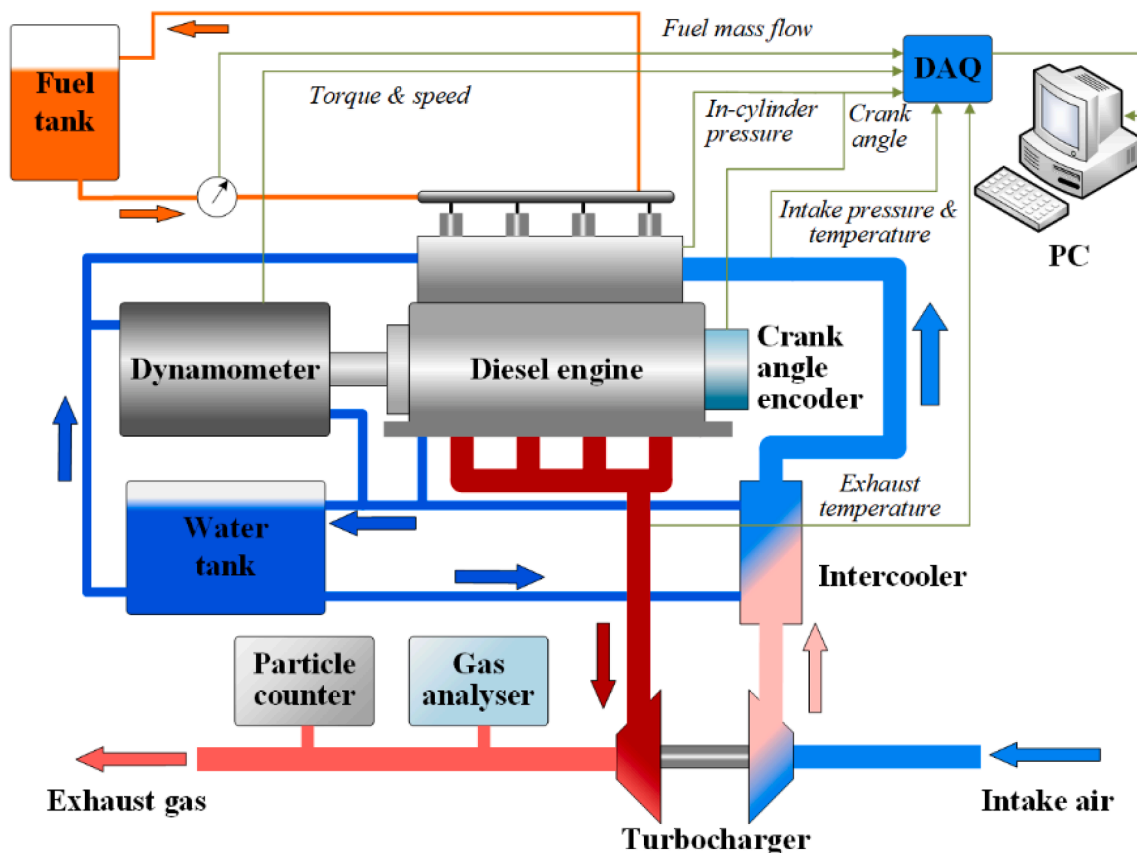 Fuel mass flow
Fuel
tank
DAQ
Torque & speed
In-cylinder
pressure
Crank
angle
Intake pressure &
temperature
PC
Dynamometer
Diesel engine
Crank
angle
encoder
Exhaust
temperature
Water
tank
Intercooler
Particle
counter
Gas
analyser
Exhaust gas
Turbocharger
Intake air